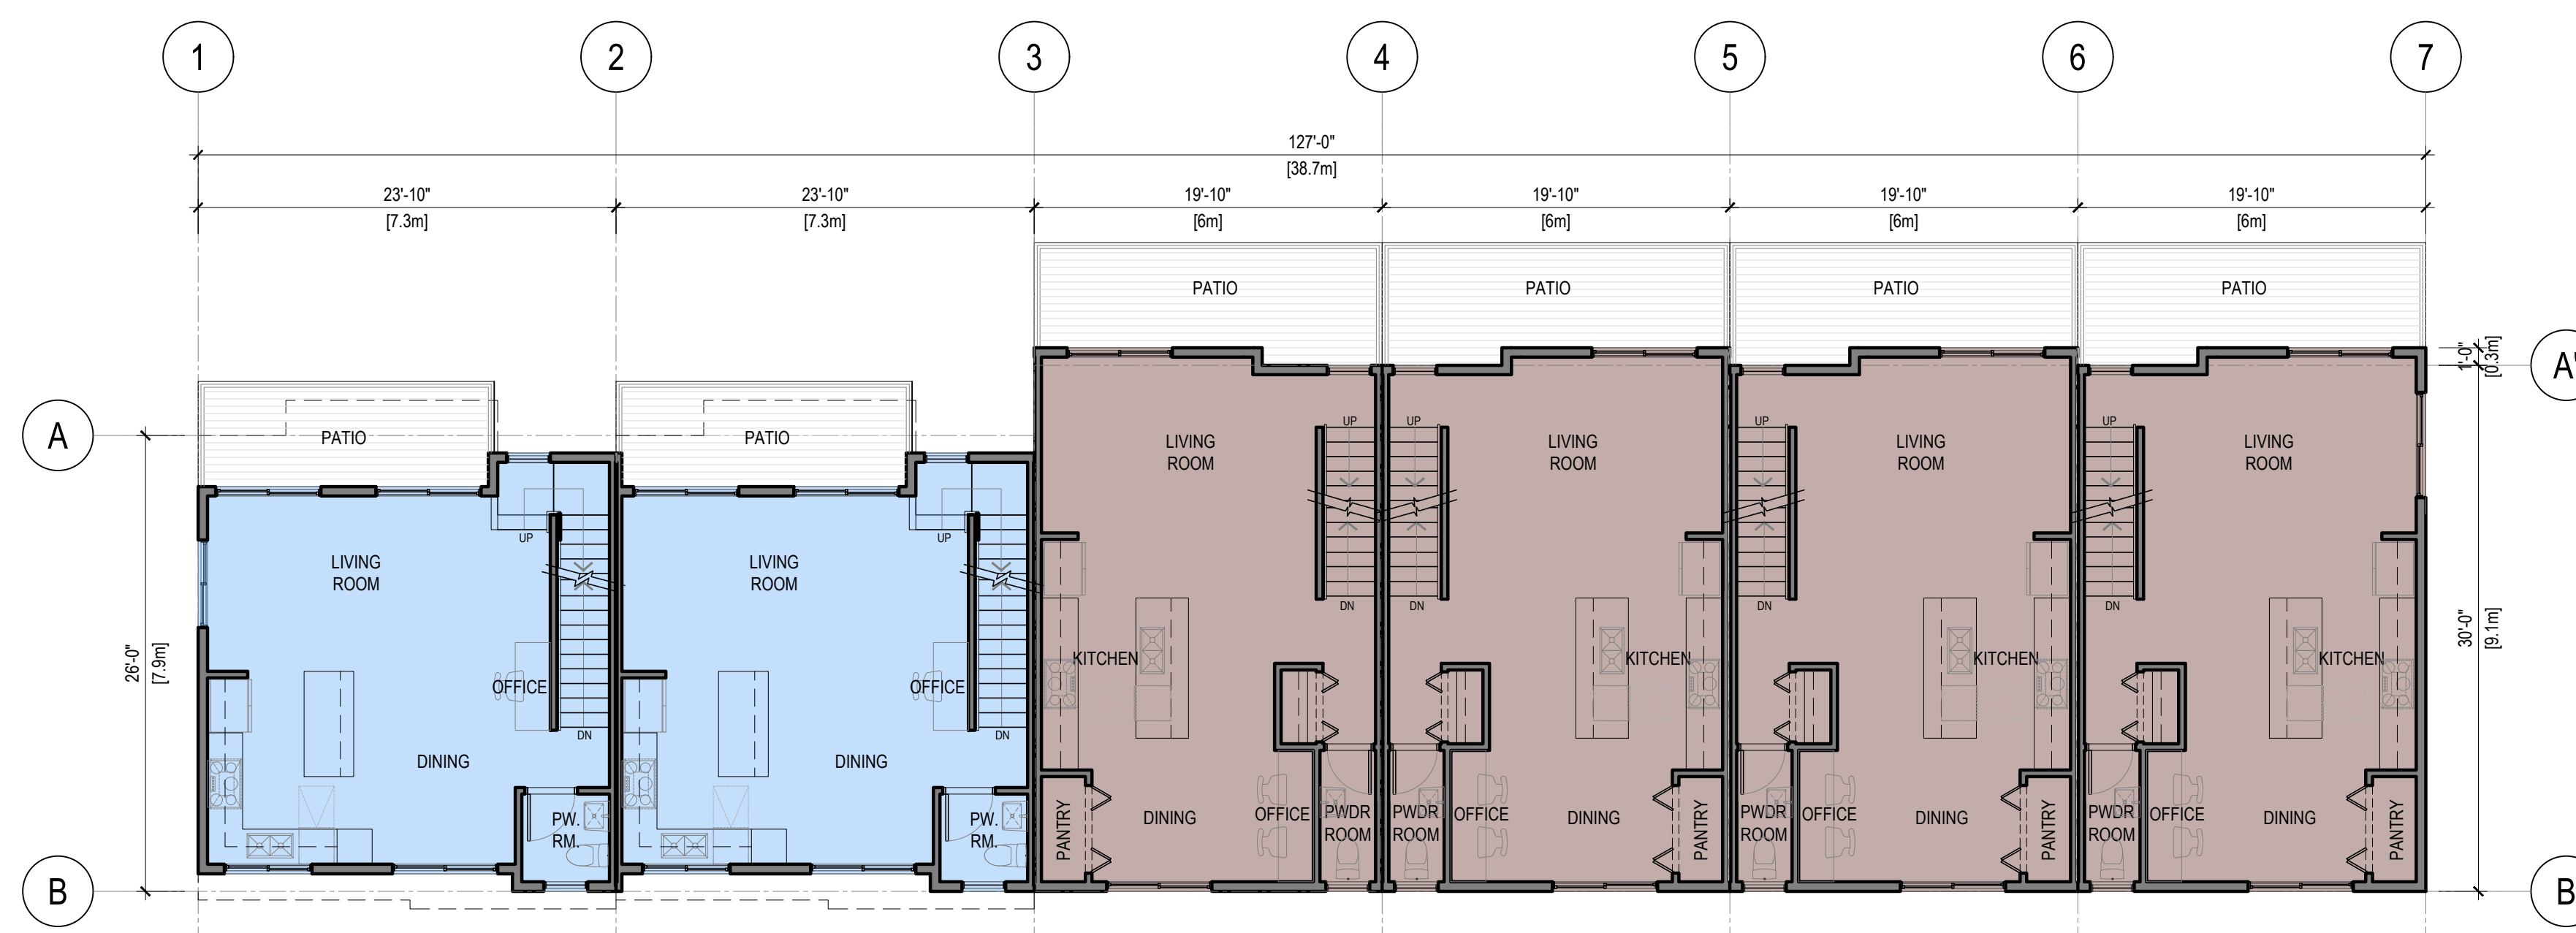 1 2 3 4 5 6 7
127'-0"
[38.7m]
23'-10" 23'-10" 19'-10" 19'-10" 19'-10" 19'-10"
[7.3m] [7.3m] [6m] [6m] [6m] [6m]
PATIO PATIO PATIO PATIO
1'-0"
[0.3m]
A'
A
PATIO PATIO
UP UP UP UP
LIVING LIVING LIVING LIVING
ROOM ROOM ROOM ROOM
UP UP
LIVING LIVING
ROOM ROOM
DN DN DN DN
26'-0"
[7.9m]
30'-0"
[9.1m]
KITCHEN KITCHEN KITCHEN KITCHEN
OFFICE OFFICE
DN DN
DINING DINING
PW. PW.
RM. RM.
PANTRY DINING OFFICE PWDR PWDR OFFICE DINING PANTRY PWDR OFFICE DINING PANTRY PWDR OFFICE DINING PANTRY
ROOM ROOM ROOM ROOM
B B